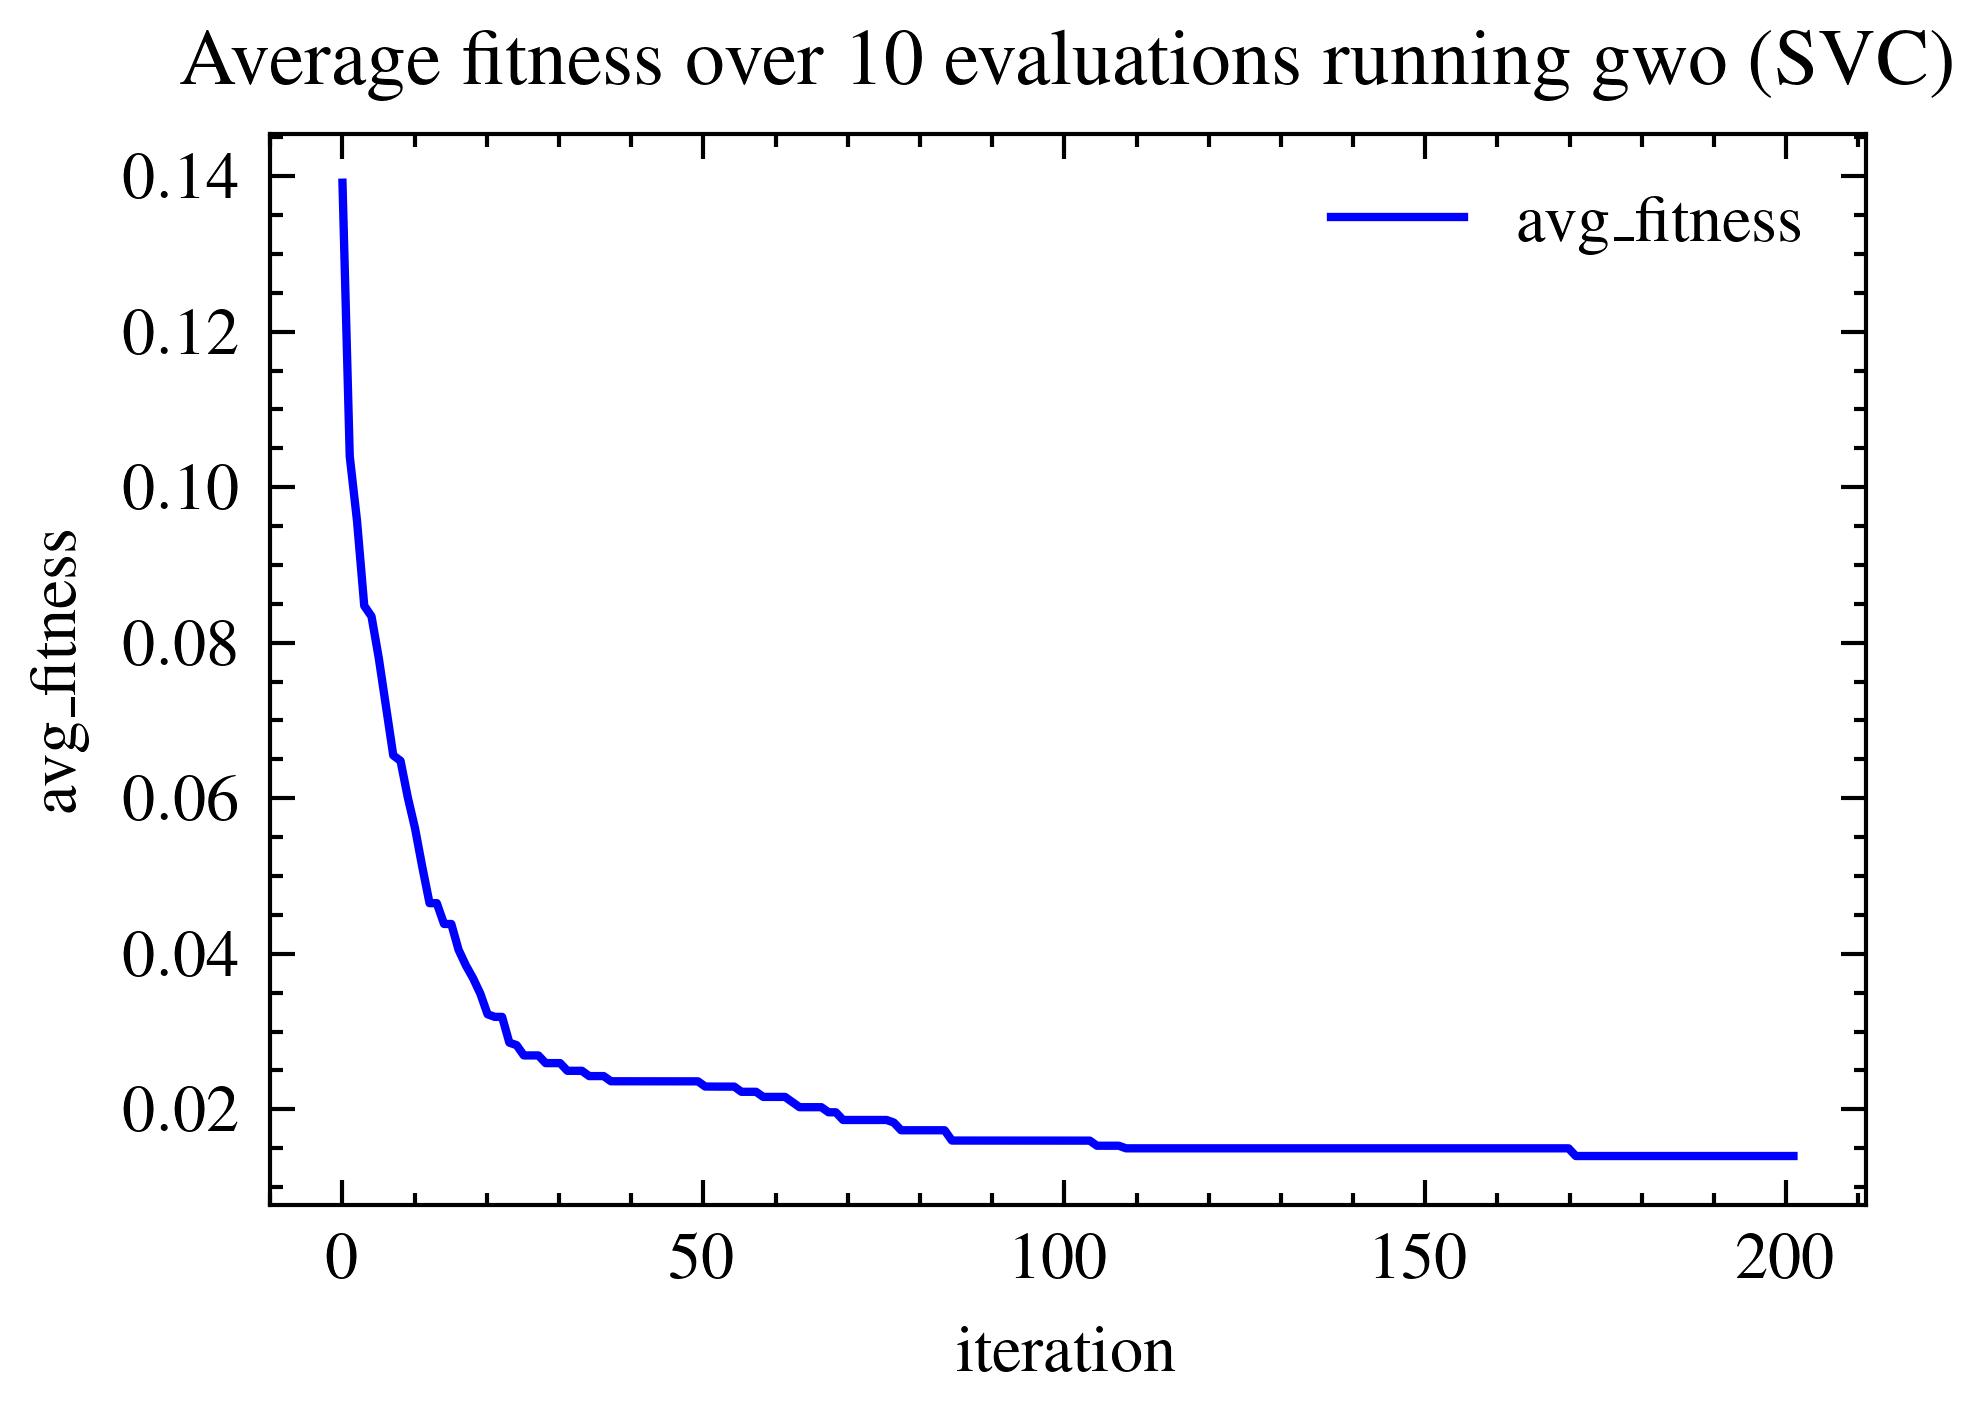 Average fitness over 10 evaluations running gwo (SVC)
avg_fitness
0.14
0.12
0.10
0.08
0.06
0.04
0.02
avg_fitness
0 50 100 150 200
iteration